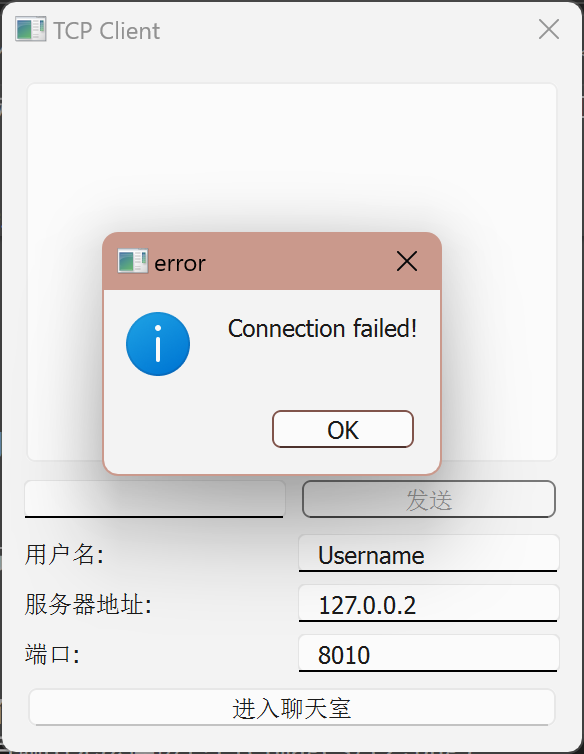 TCP Client
error
Connection failed!
OK
发送
用户名:
Username
服务器地址:
127.0.0.2
端口:
8010
进入聊天室